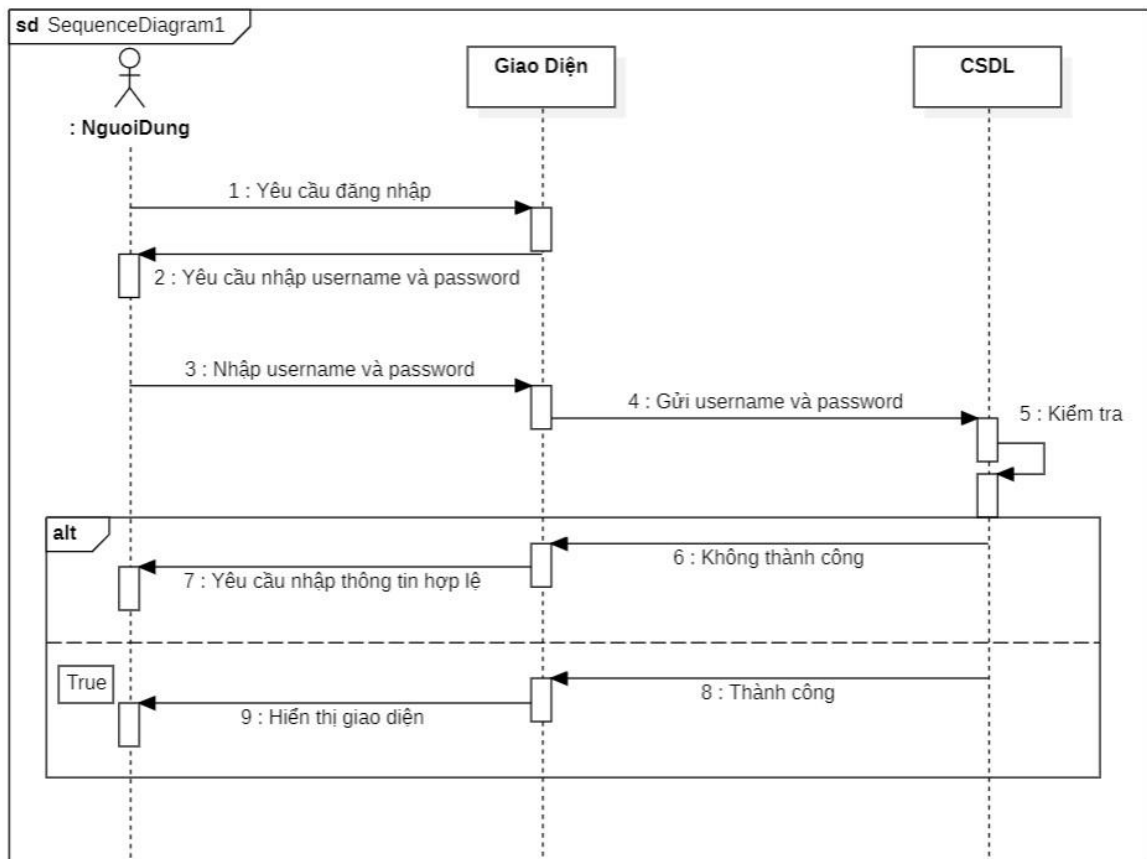 sd SequenceDiagram1
: NguoiDung
Giao Diện
CSDL
1 : Yêu cầu đăng nhập
2 : Yêu cầu nhập username và password
3 : Nhập username và password
4 : Gửi username và password
5 : Kiểm tra
alt
6 : Không thành công
7 : Yêu cầu nhập thông tin hợp lệ
True
8 : Thành công
9 : Hiển thị giao diện